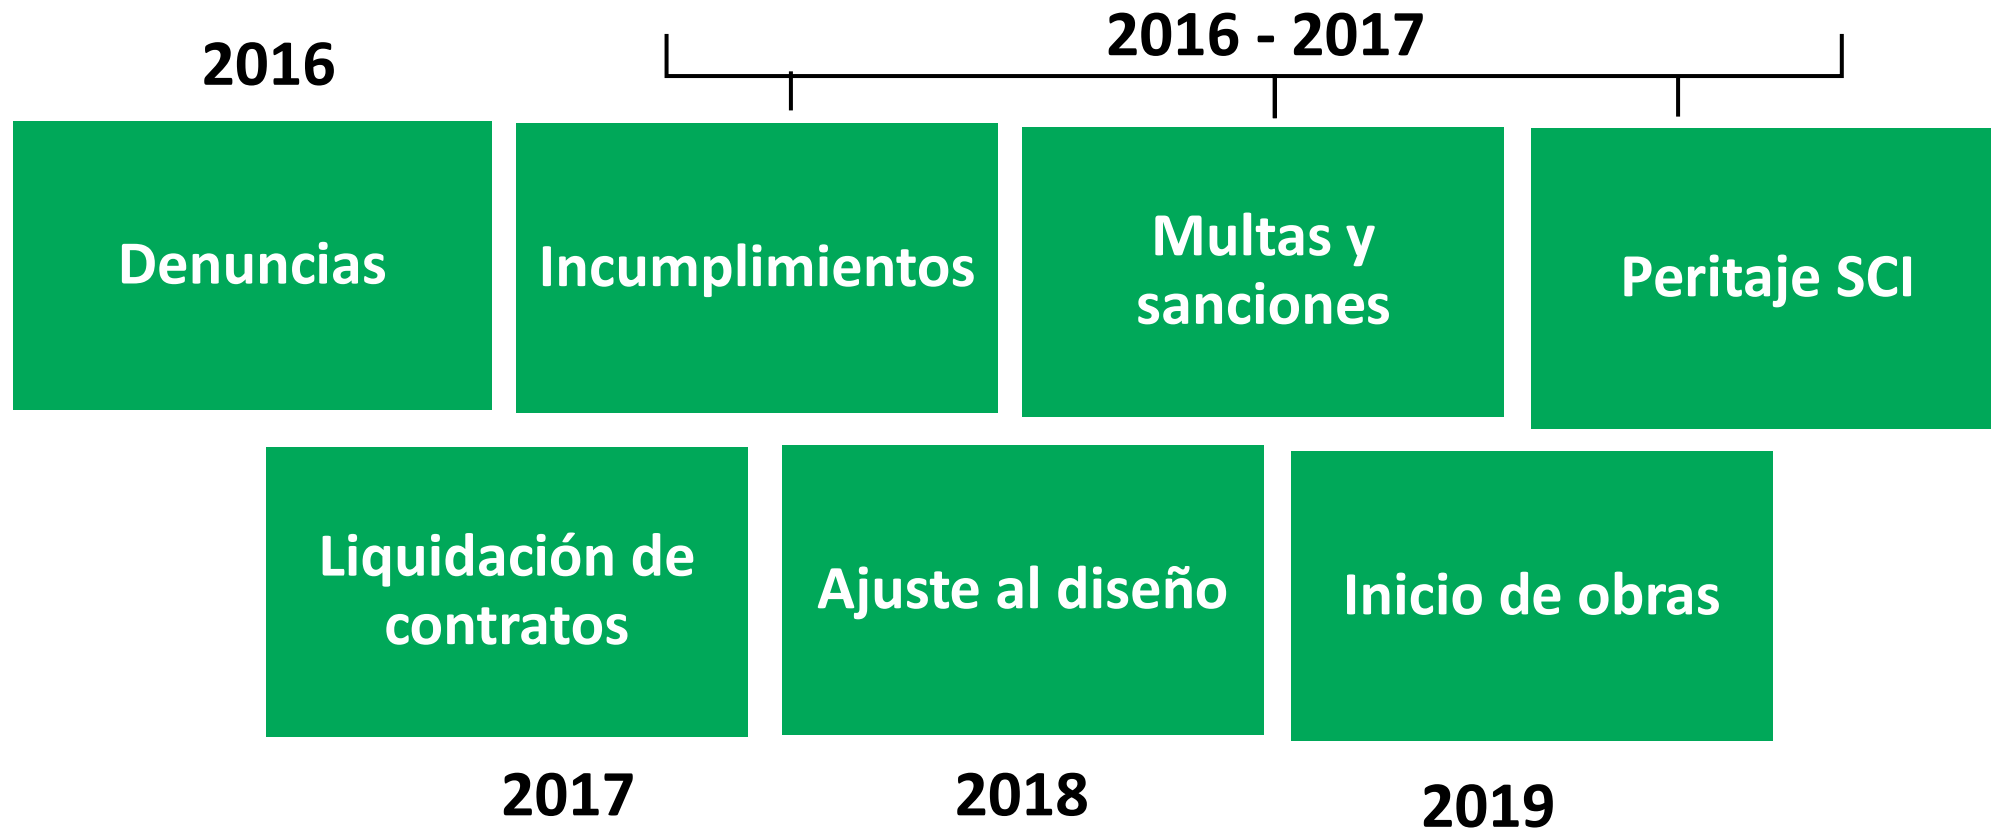 2016
2016 - 2017
Denuncias
Incumplimientos
Multas y
sanciones
Peritaje SCI
Liquidación de
contratos
Ajuste al diseño
Inicio de obras
2017
2018
2019